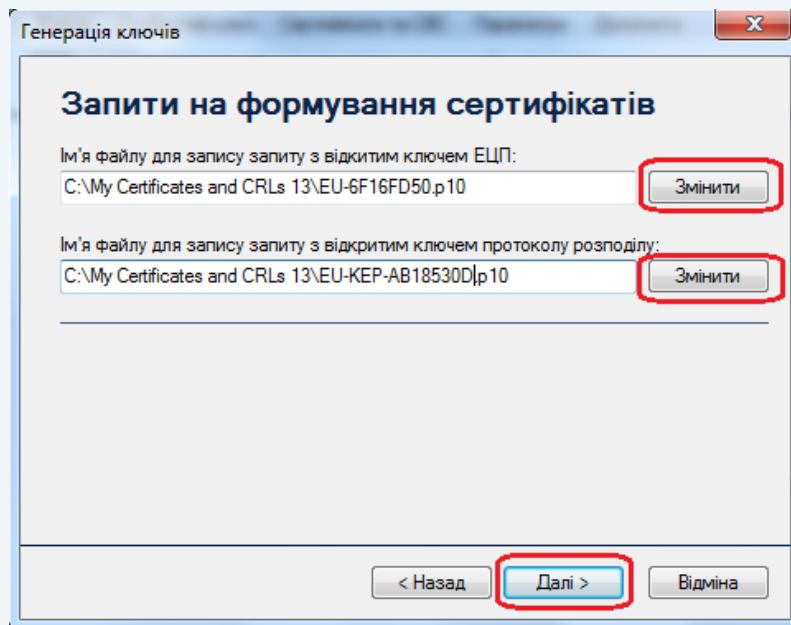 Генерація ключів
Запити на формування сертифікатів
Ім'я файлу для запису запиту з відкитим ключем ЕЦП:
C:\My Certificates and CRLs 13\EU-6F16FD50.p10
Змінити
Ім'я файлу для запису запиту з відкритим ключем протоколу розподілу:
C:\My Certificates and CRLs 13\EU-KEP-AB18530D.p10
Змінити
< Назад
Далі >
Відміна